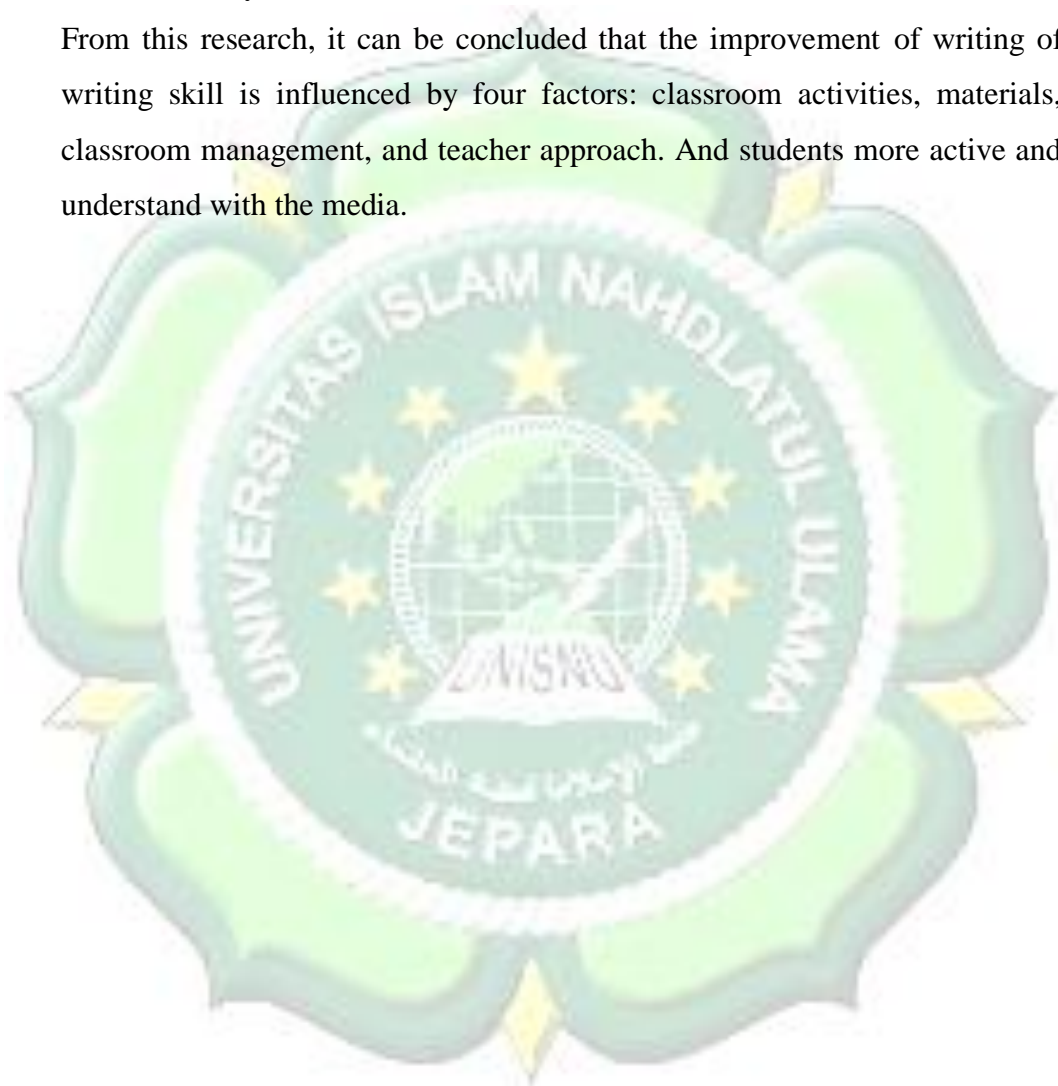 From this research, it can be concluded that the improvement of writing of
writing skill is influenced by four factors: classroom activities, materials,
classroom management, and teacher approach. And students more active and
understand with the media.
UNIVERSITAS ISLAM NAHDLATUL ULAMA
UNISNU
JEPARA